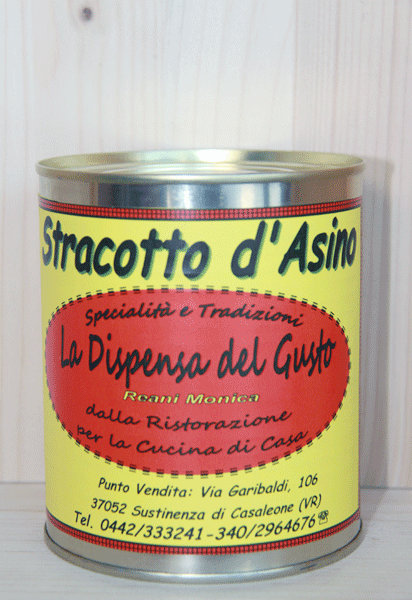 Stracotto d'Asino
Specialità e Tradizioni
La Dispensa del Gusto
Reani Monica
dalla Ristorazione
per la Cucina di Casa
Punto Vendita: Via Garibaldi, 106
37052 Sustinenza di Casaleone (VR)
Tel. 0442/333241-340/2964676